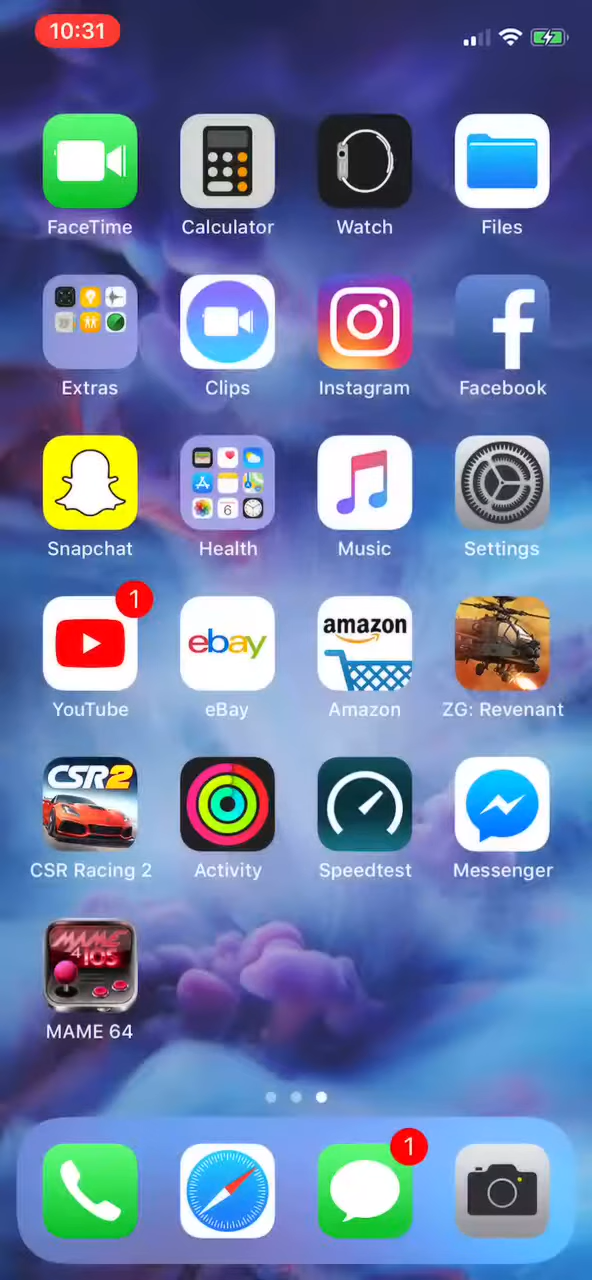 10:31
FaceTime Calculator Watch Files
Extras Clips Instagram Facebook
6
Snapchat Health Music Settings
1
ebay amazon
YouTube eBay Amazon ZG: Revenant
CSR2
CSR Racing 2 Activity Speedtest Messenger
MAME
4 iOS
MAME 64
1